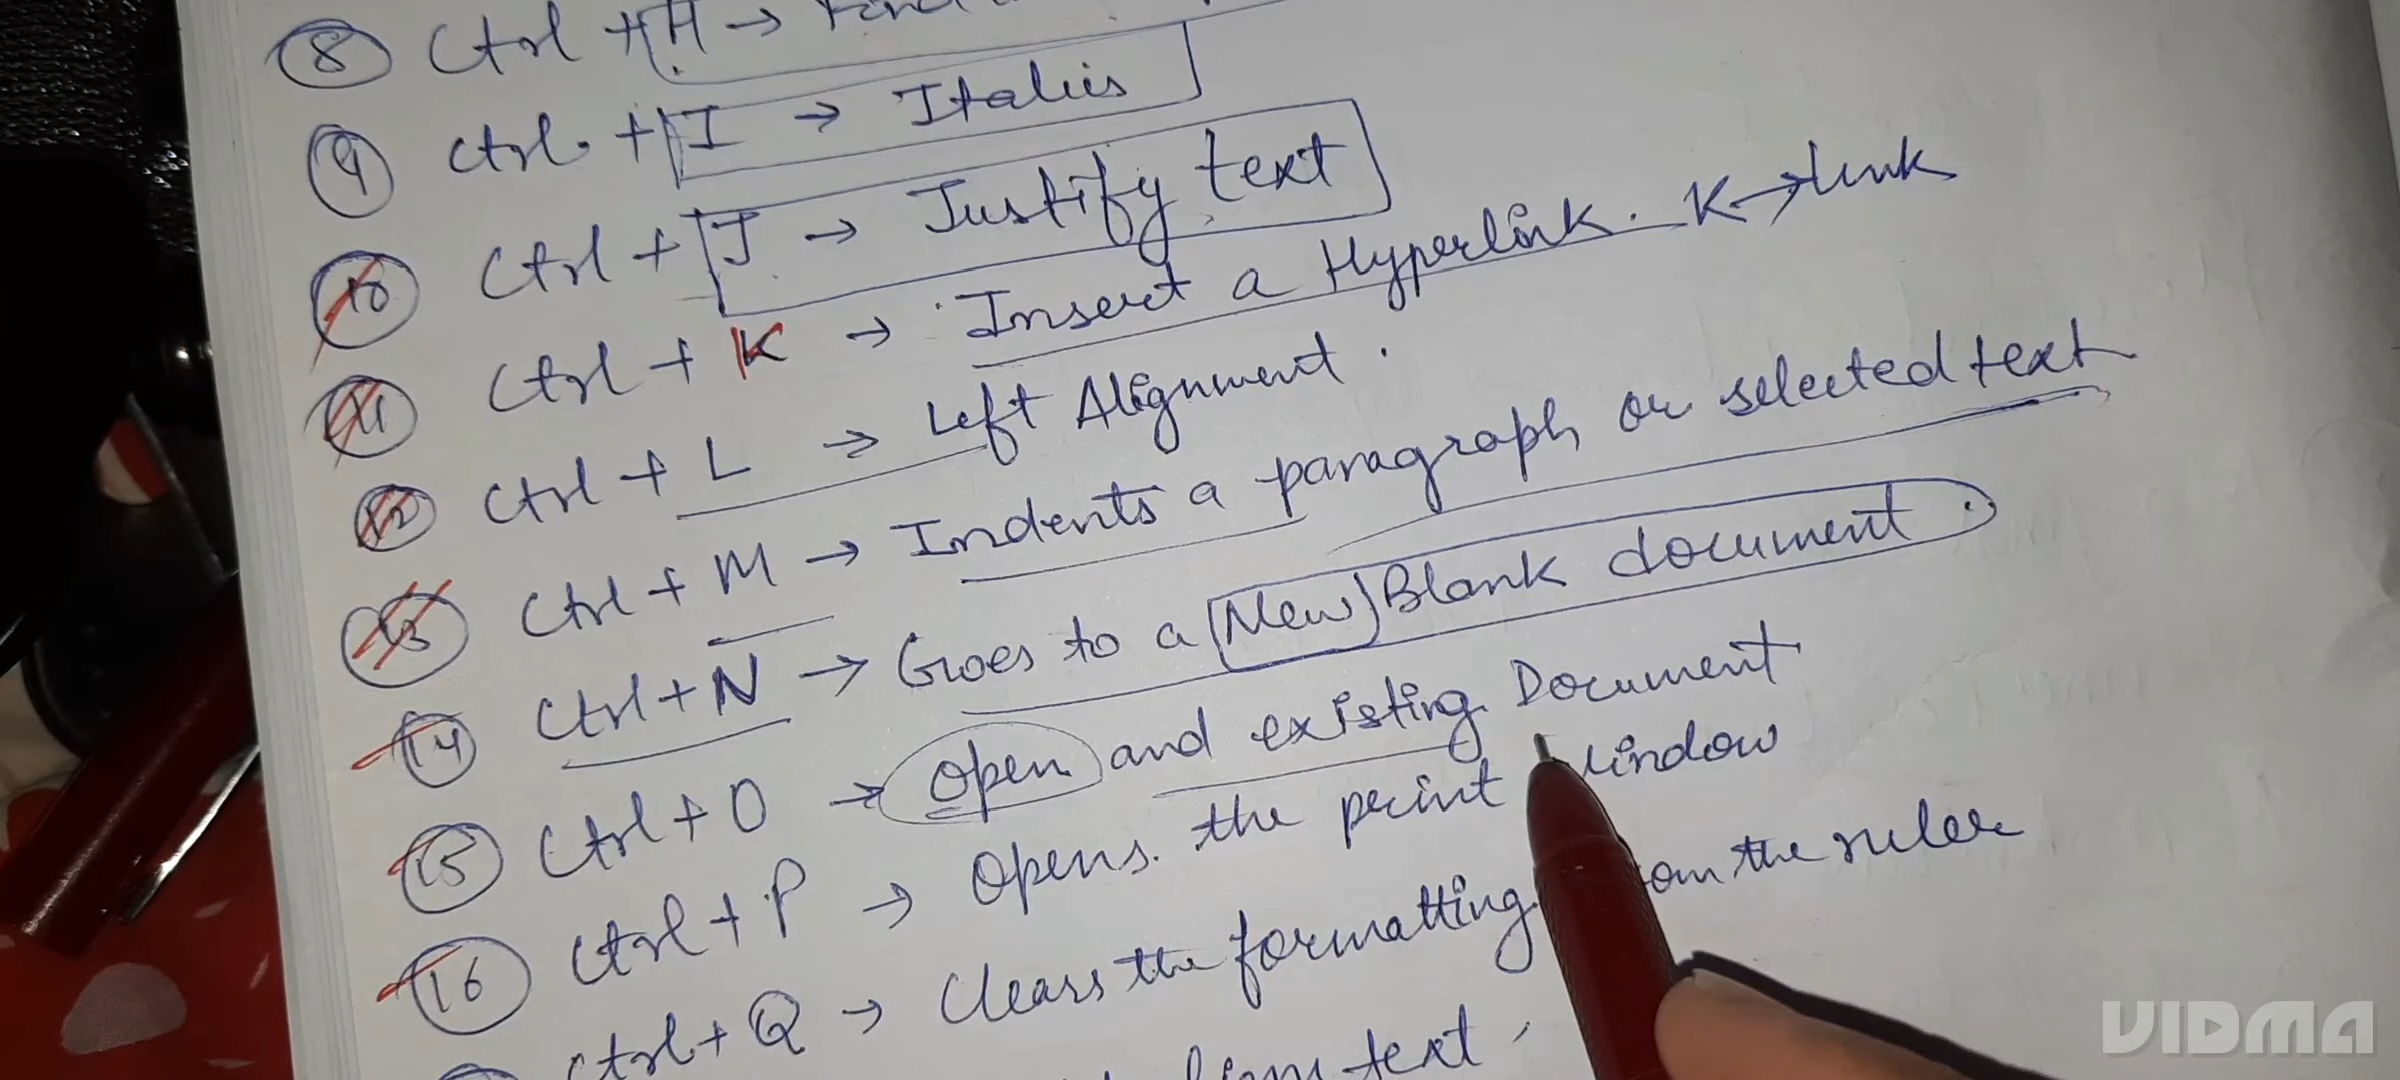 8 Ctrl + H →
9 Ctrl + I → Italics
10 Ctrl + J → Justify text
11 Ctrl + K → Insert a Hyperlink. K → Link
12 Ctrl + L → Left Alignment.
13 Ctrl + M → Indents a paragraph or selected text
14 Ctrl + N → Goes to a New Blank document.
15 Ctrl + O → Open and existing Document
16 Ctrl + P → Opens. the print window
Ctrl + Q → Clears the formatting from the ruler
text,
VIDMA